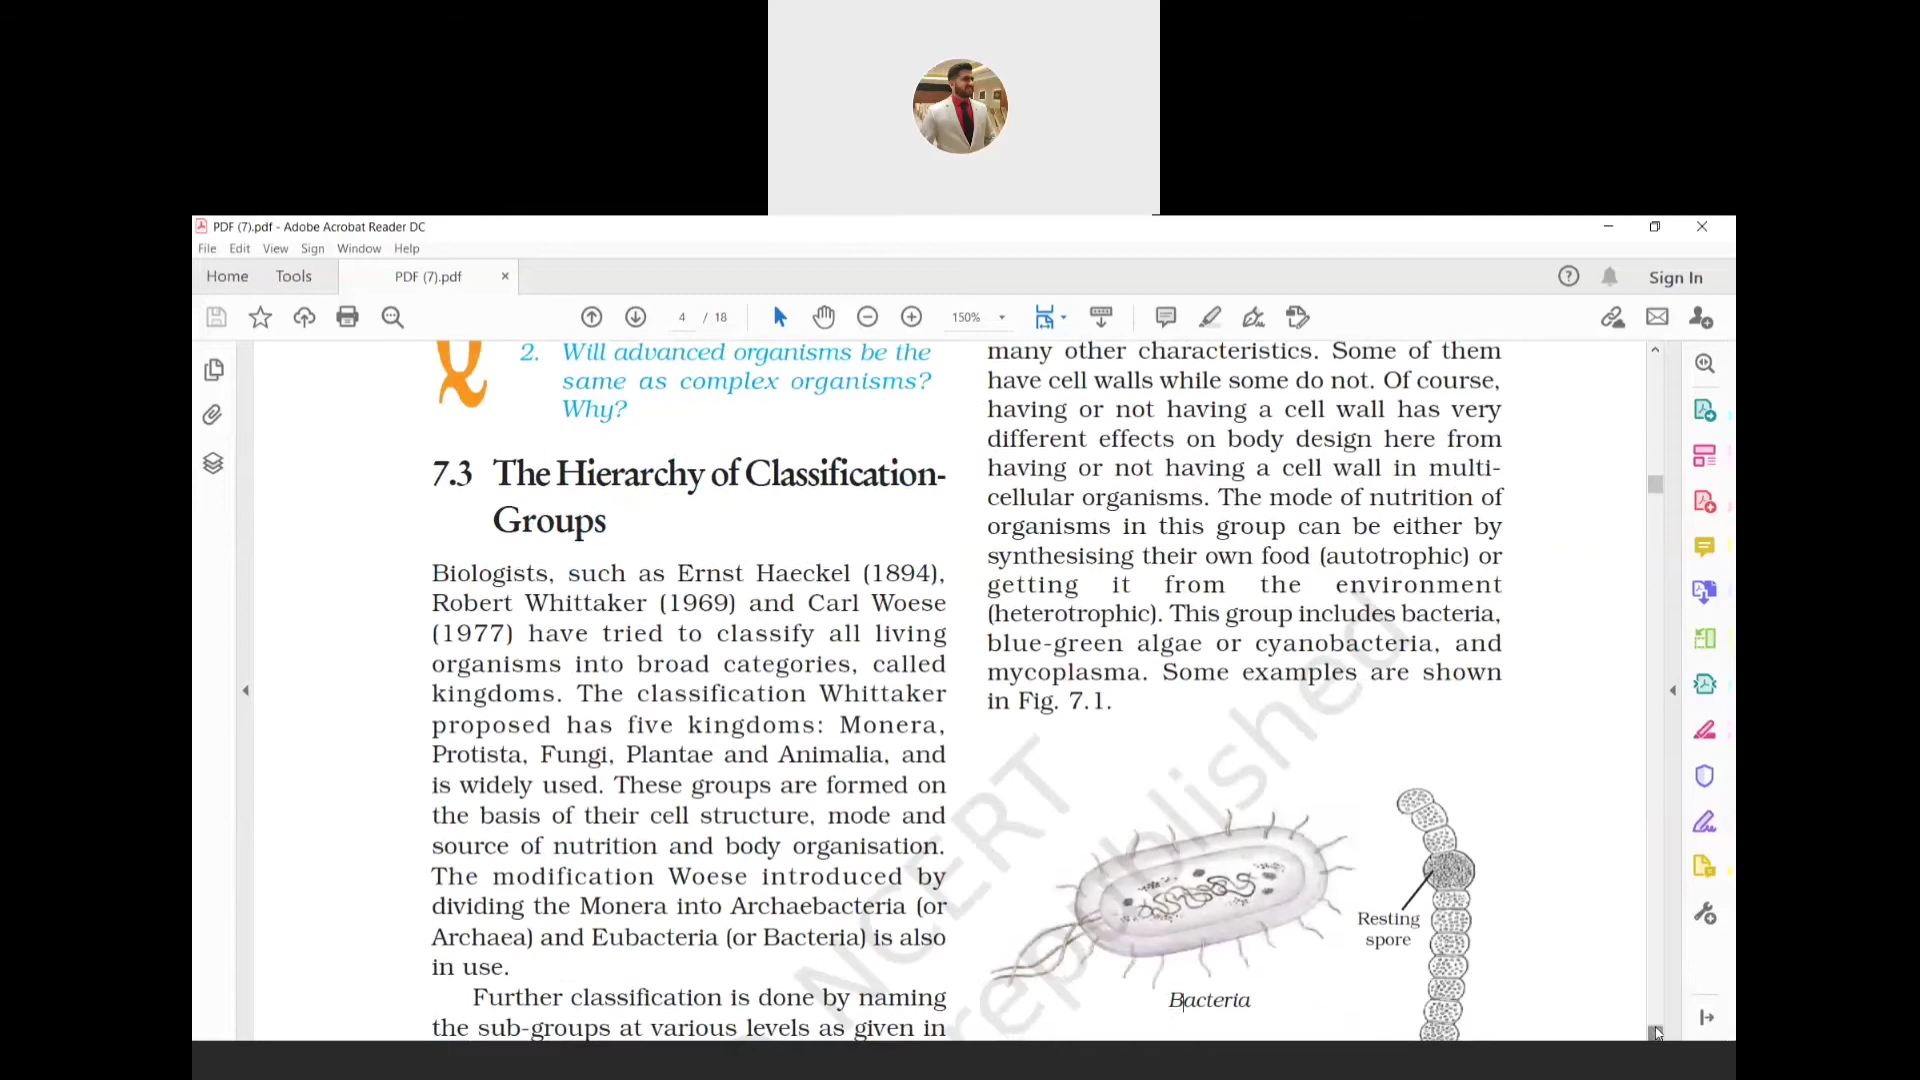 PDF (7).pdf - Adobe Acrobat Reader DC
File Edit View Sign Window Help
Home Tools PDF (7).pdf × Sign In
4 / 18 150%
2. Will advanced organisms be the
same as complex organisms?
Why?
7.3 The Hierarchy of Classification-
Groups
Biologists, such as Ernst Haeckel (1894),
Robert Whittaker (1969) and Carl Woese
(1977) have tried to classify all living
organisms into broad categories, called
kingdoms. The classification Whittaker
proposed has five kingdoms: Monera,
Protista, Fungi, Plantae and Animalia, and
is widely used. These groups are formed on
the basis of their cell structure, mode and
source of nutrition and body organisation.
The modification Woese introduced by
dividing the Monera into Archaebacteria (or
Archaea) and Eubacteria (or Bacteria) is also
in use.
Further classification is done by naming
the sub-groups at various levels as given in
many other characteristics. Some of them
have cell walls while some do not. Of course,
having or not having a cell wall has very
different effects on body design here from
having or not having a cell wall in multi-
cellular organisms. The mode of nutrition of
organisms in this group can be either by
synthesising their own food (autotrophic) or
getting it from the environment
(heterotrophic). This group includes bacteria,
blue-green algae or cyanobacteria, and
mycoplasma. Some examples are shown
in Fig. 7.1.
Resting
spore
Bacteria
NCERT
republished